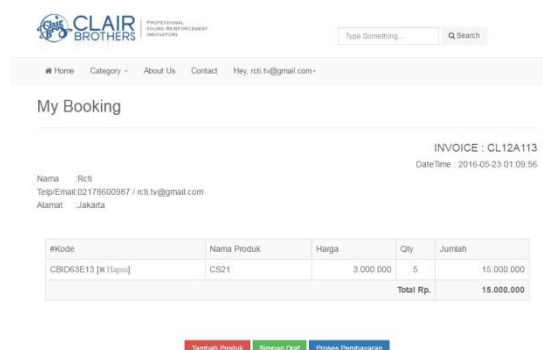 CLAIR
BROTHERS
PROFESSIONAL
SOUND REINFORCEMENT
INNOVATORS
Type Something... Search
Home Category About Us Contact Hey, rcti.tv@gmail.com
My Booking
INVOICE : CL12A113
DateTime : 2016-05-23 01:09:56
Nama :Rcti
Telp/Email:02178600987 / rcti.tv@gmail.com
Alamat :Jakarta
#Kode Nama Produk Harga Qty Jumlah
CBID63E13 [✖ Hapus] CS21 3.000.000 5 15.000.000
Total Rp. 15.000.000
Tambah Produk Simpan Draf Proses Pembayaran